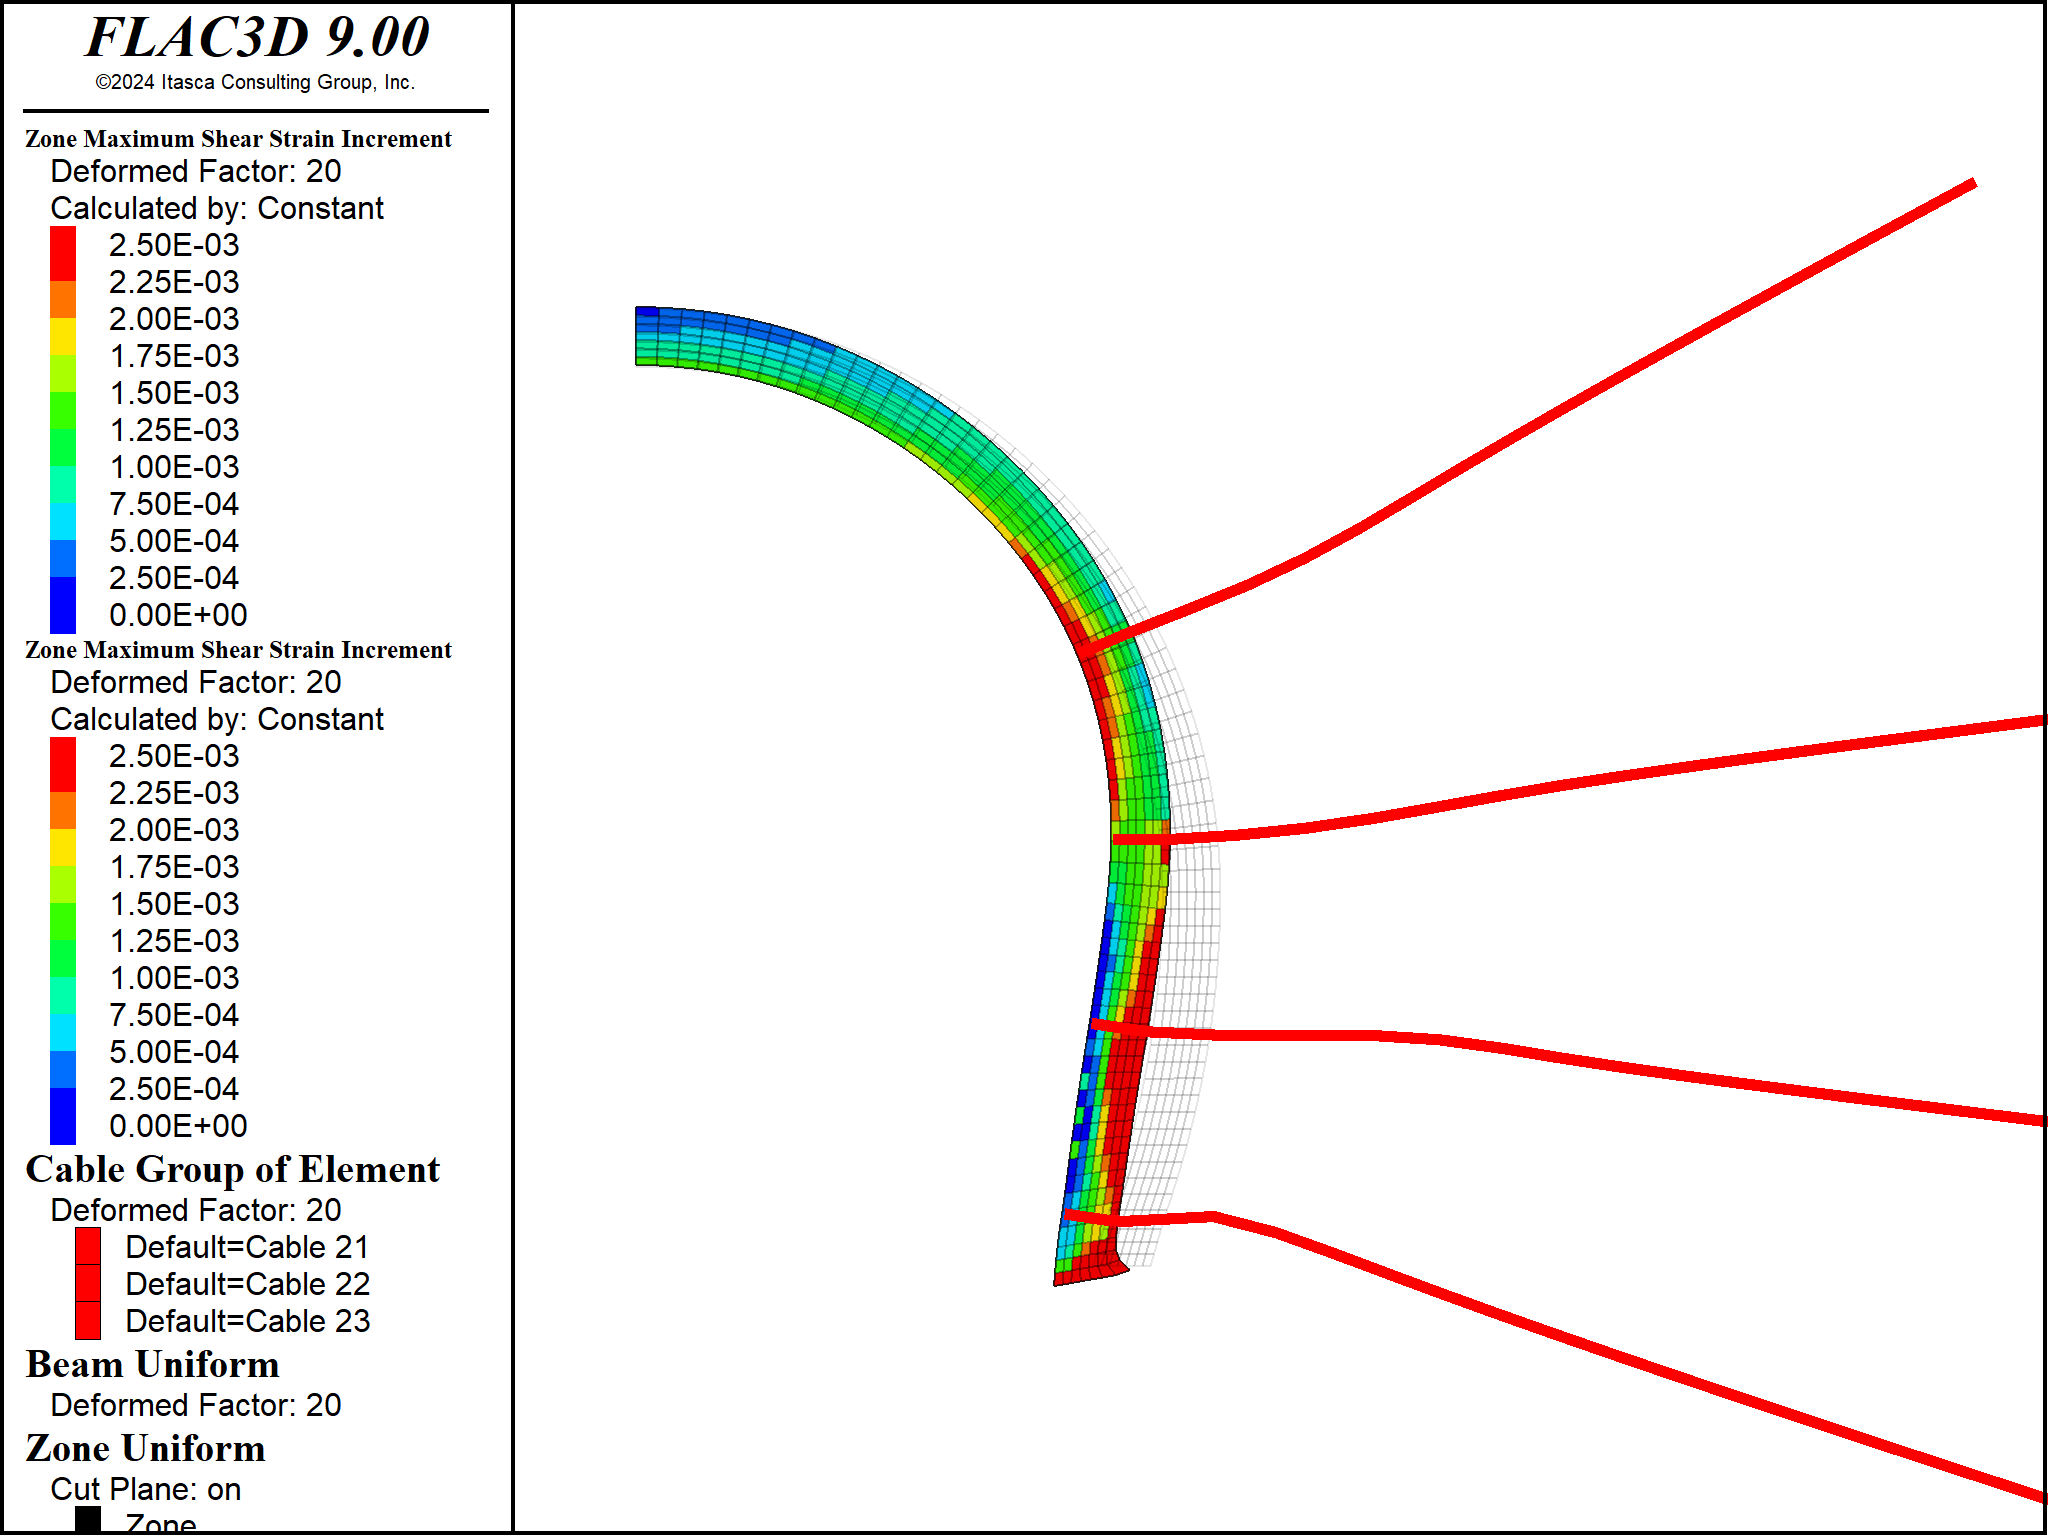 FLAC3D 9.00
©2024 Itasca Consulting Group, Inc.
Zone Maximum Shear Strain Increment
Deformed Factor: 20
Calculated by: Constant
2.50E-03
2.25E-03
2.00E-03
1.75E-03
1.50E-03
1.25E-03
1.00E-03
7.50E-04
5.00E-04
2.50E-04
0.00E+00
Zone Maximum Shear Strain Increment
Deformed Factor: 20
Calculated by: Constant
2.50E-03
2.25E-03
2.00E-03
1.75E-03
1.50E-03
1.25E-03
1.00E-03
7.50E-04
5.00E-04
2.50E-04
0.00E+00
Cable Group of Element
Deformed Factor: 20
Default=Cable 21
Default=Cable 22
Default=Cable 23
Beam Uniform
Deformed Factor: 20
Zone Uniform
Cut Plane: on
Zone